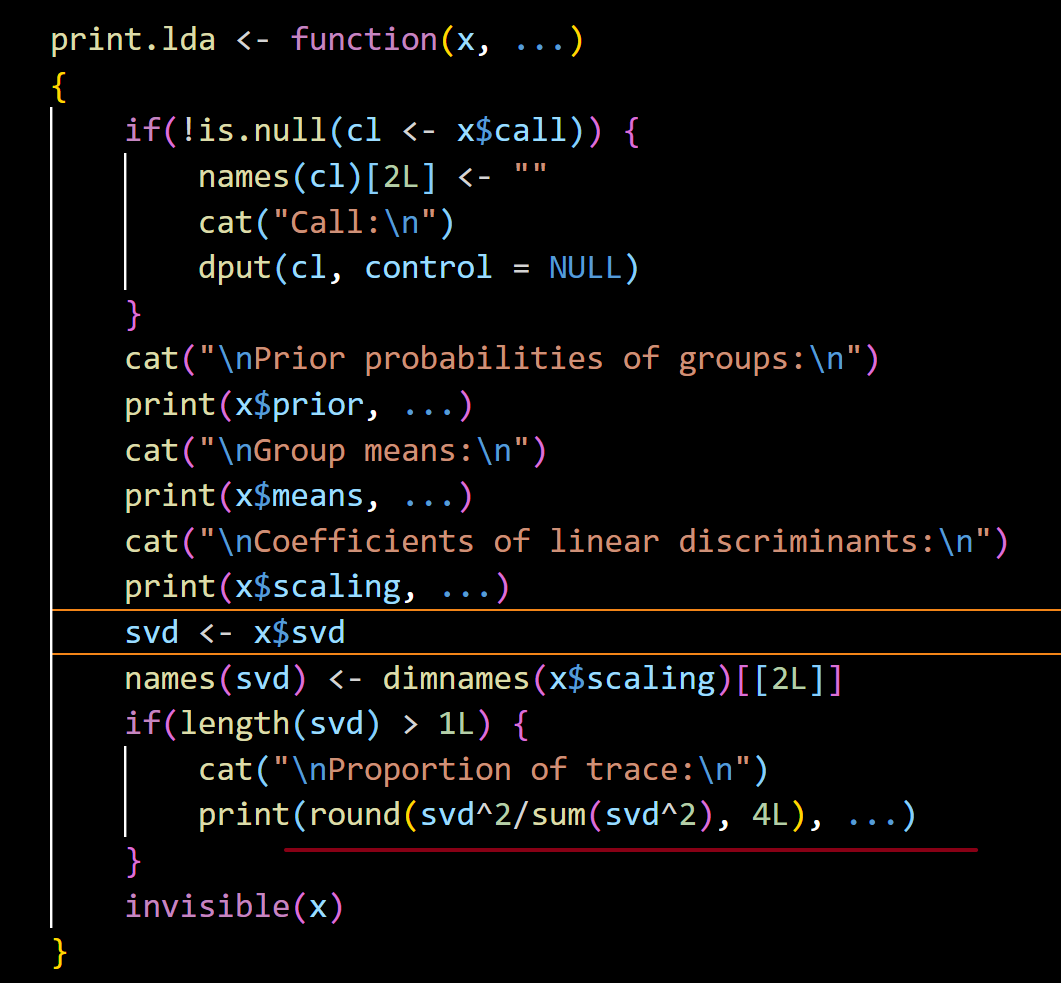 print.lda <- function(x, ...)
{
    if(!is.null(cl <- x$call)) {
        names(cl)[2L] <- ""
        cat("Call:\n")
        dput(cl, control = NULL)
    }
    cat("\nPrior probabilities of groups:\n")
    print(x$prior, ...)
    cat("\nGroup means:\n")
    print(x$means, ...)
    cat("\nCoefficients of linear discriminants:\n")
    print(x$scaling, ...)
    svd <- x$svd
    names(svd) <- dimnames(x$scaling)[[2L]]
    if(length(svd) > 1L) {
        cat("\nProportion of trace:\n")
        print(round(svd^2/sum(svd^2), 4L), ...)
    }
    invisible(x)
}